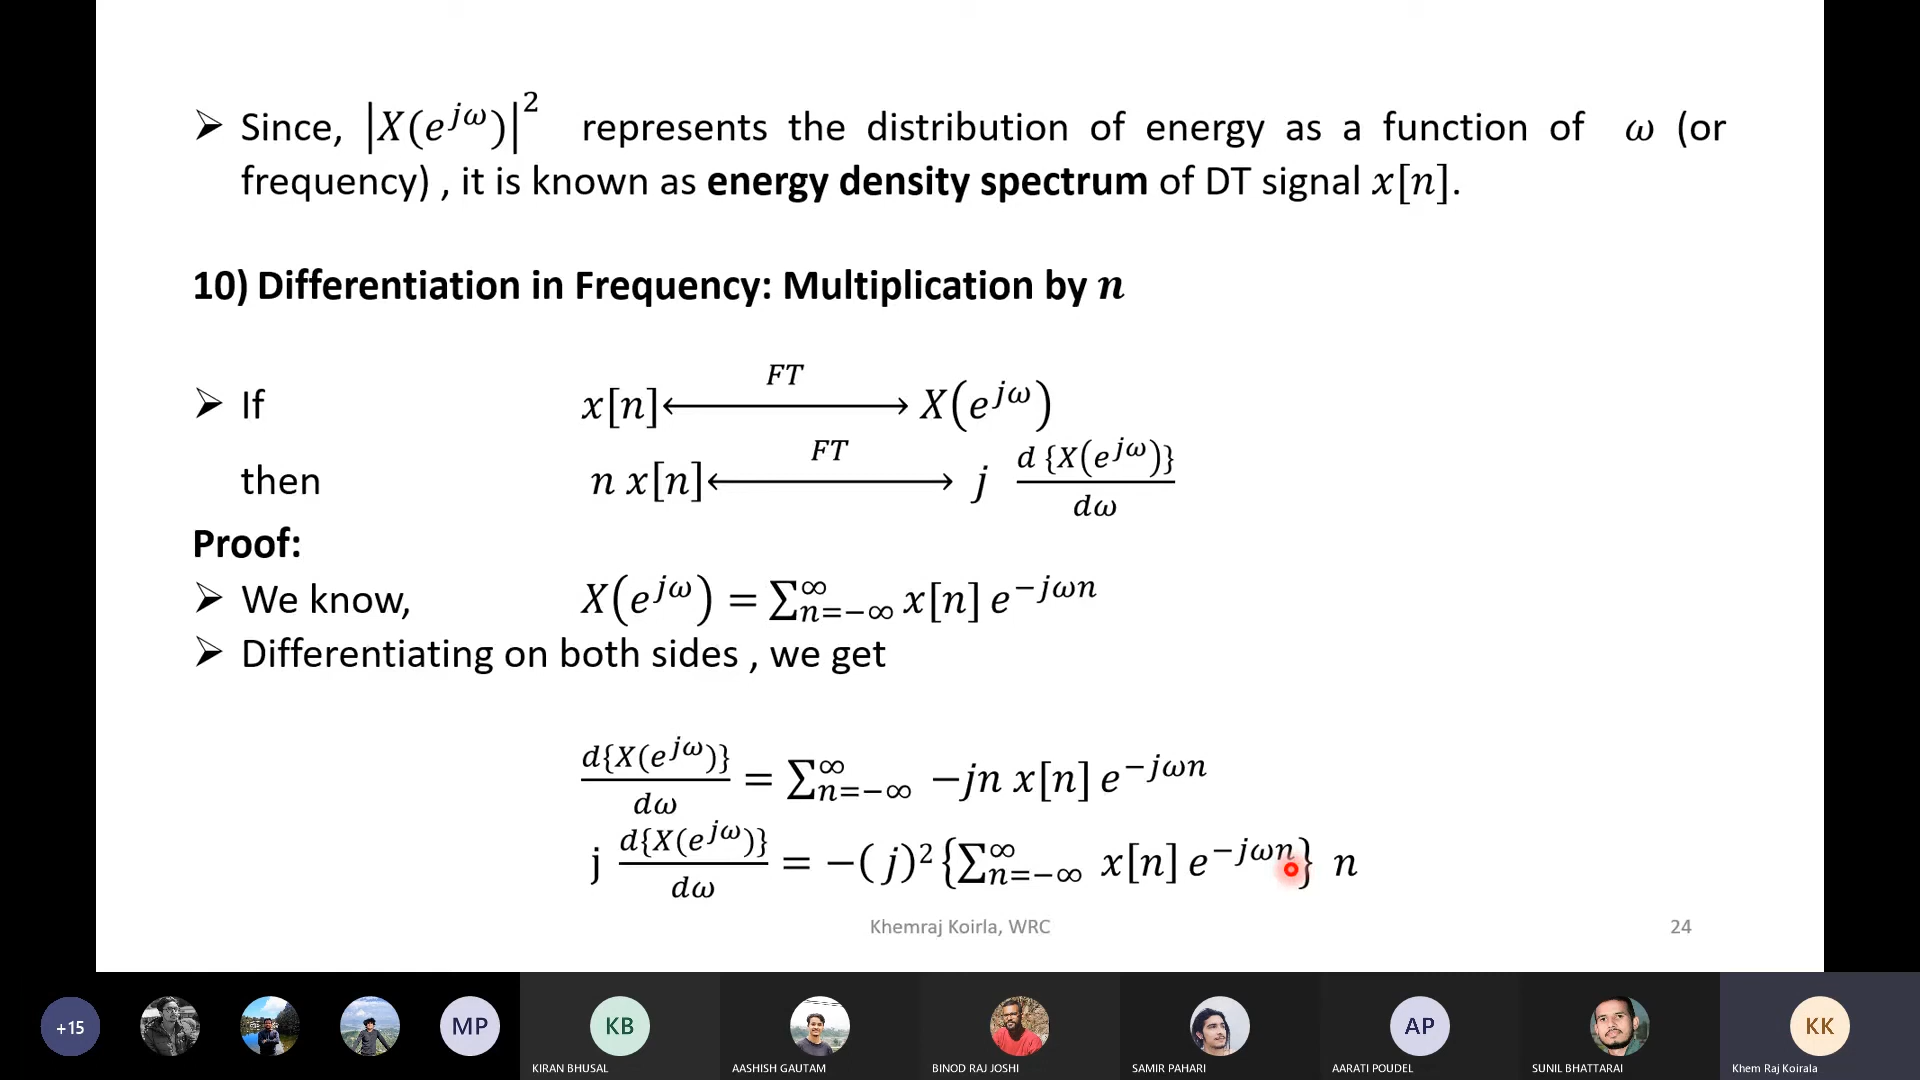 ➢ Since, |X(e^{jω})|² represents the distribution of energy as a function of ω (or
frequency) , it is known as energy density spectrum of DT signal x[n].
10) Differentiation in Frequency: Multiplication by n
➢ If x[n] ⟷^{FT} X(e^{jω})
then n x[n] ⟷^{FT} j d {X(e^{jω})} / dω
Proof:
➢ We know, X(e^{jω}) = ∑_{n=−∞}^{∞} x[n] e^{−jωn}
➢ Differentiating on both sides , we get
d{X(e^{jω})} / dω = ∑_{n=−∞}^{∞} −jn x[n] e^{−jωn}
j d{X(e^{jω})} / dω = −( j)² {∑_{n=−∞}^{∞} x[n] e^{−jωn}} n
Khemraj Koirla, WRC 24
+15 MP KB AP KK
KIRAN BHUSAL AASHISH GAUTAM BINOD RAJ JOSHI SAMIR PAHARI AARATI POUDEL SUNIL BHATTARAI Khem Raj Koirala